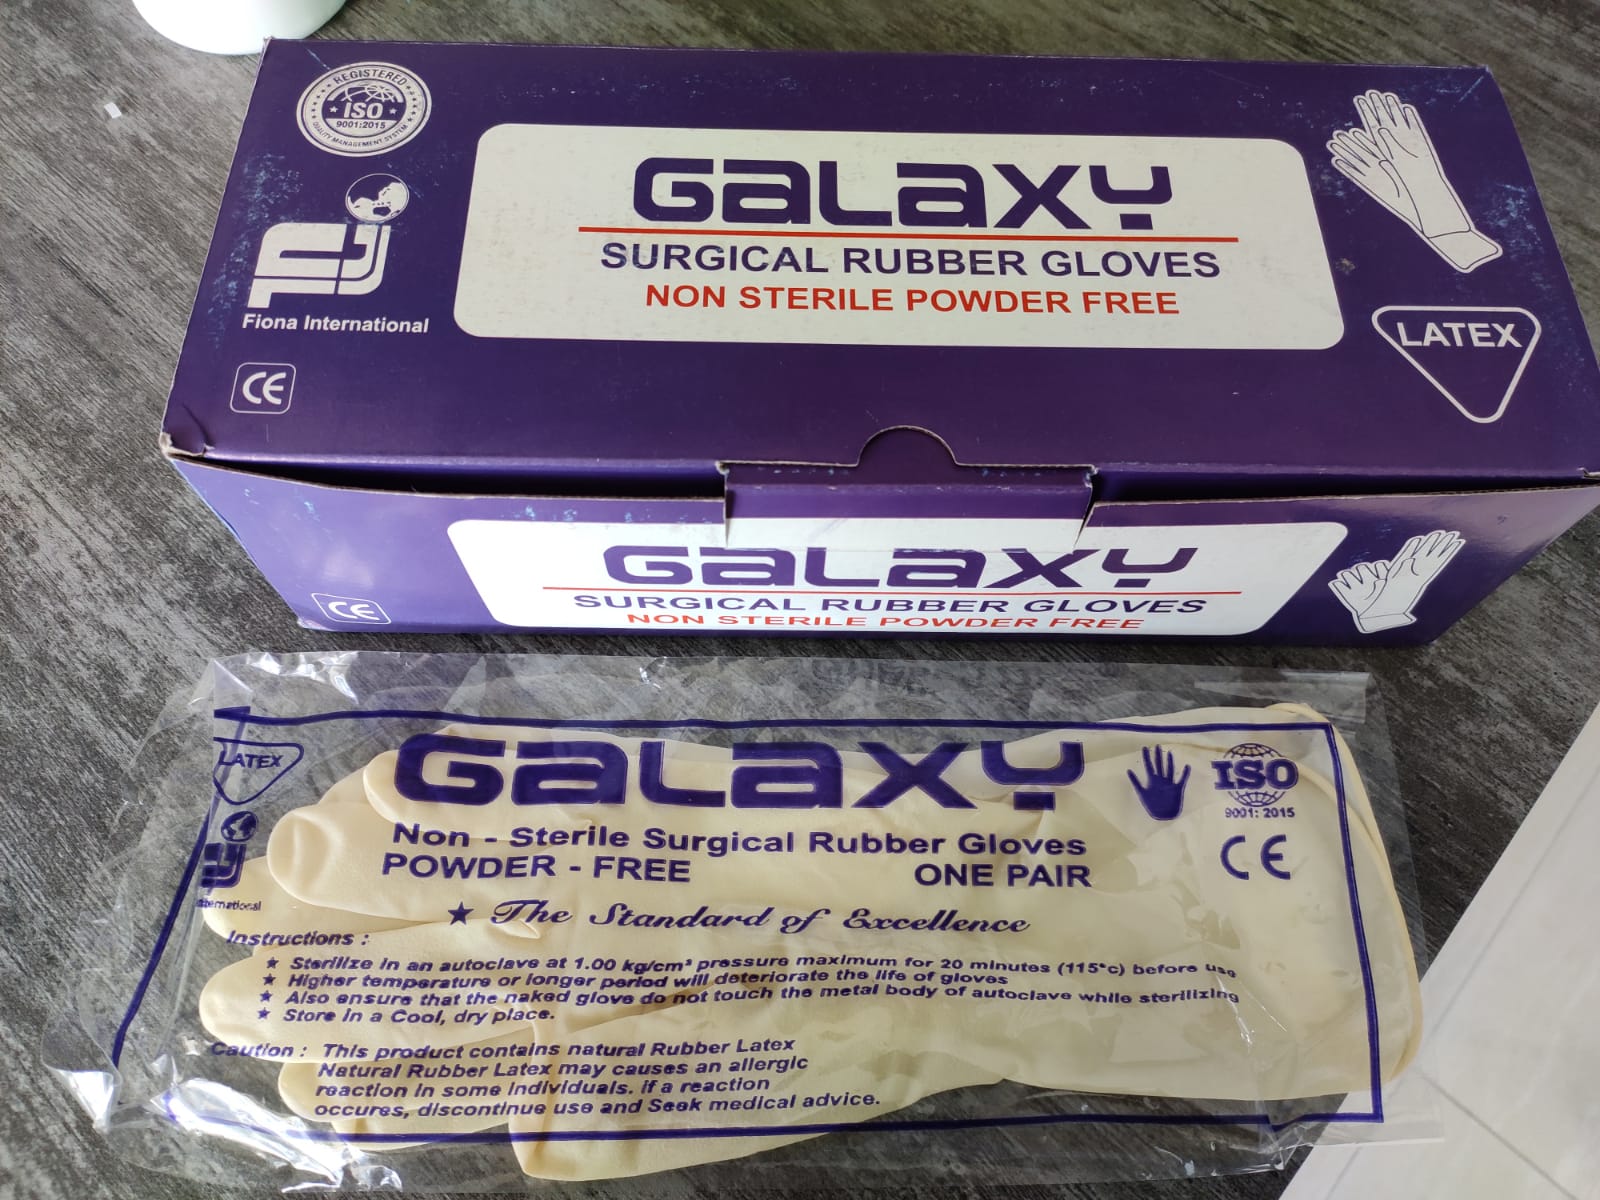 REGISTERED
ISO
9001:2015
QUALITY MANAGEMENT SYSTEM
Fiona International
CE
GALAXY
SURGICAL RUBBER GLOVES
NON STERILE POWDER FREE
LATEX
GALAXY
SURGICAL RUBBER GLOVES
NON STERILE POWDER FREE
CE
LATEX
GALAXY
ISO
9001: 2015
CE
Non - Sterile Surgical Rubber Gloves
POWDER - FREE ONE PAIR
★ The Standard of Excellence
Instructions :
★ Sterilize in an autoclave at 1.00 kg/cm² pressure maximum for 20 minutes (115°c) before use
★ Higher temperature or longer period will deteriorate the life of gloves
★ Also ensure that the naked glove do not touch the metal body of autoclave while sterilizing
★ Store in a Cool, dry place.
Caution : This product contains natural Rubber Latex
Natural Rubber Latex may causes an allergic
reaction in some individuals. if a reaction
occures, discontinue use and Seek medical advice.